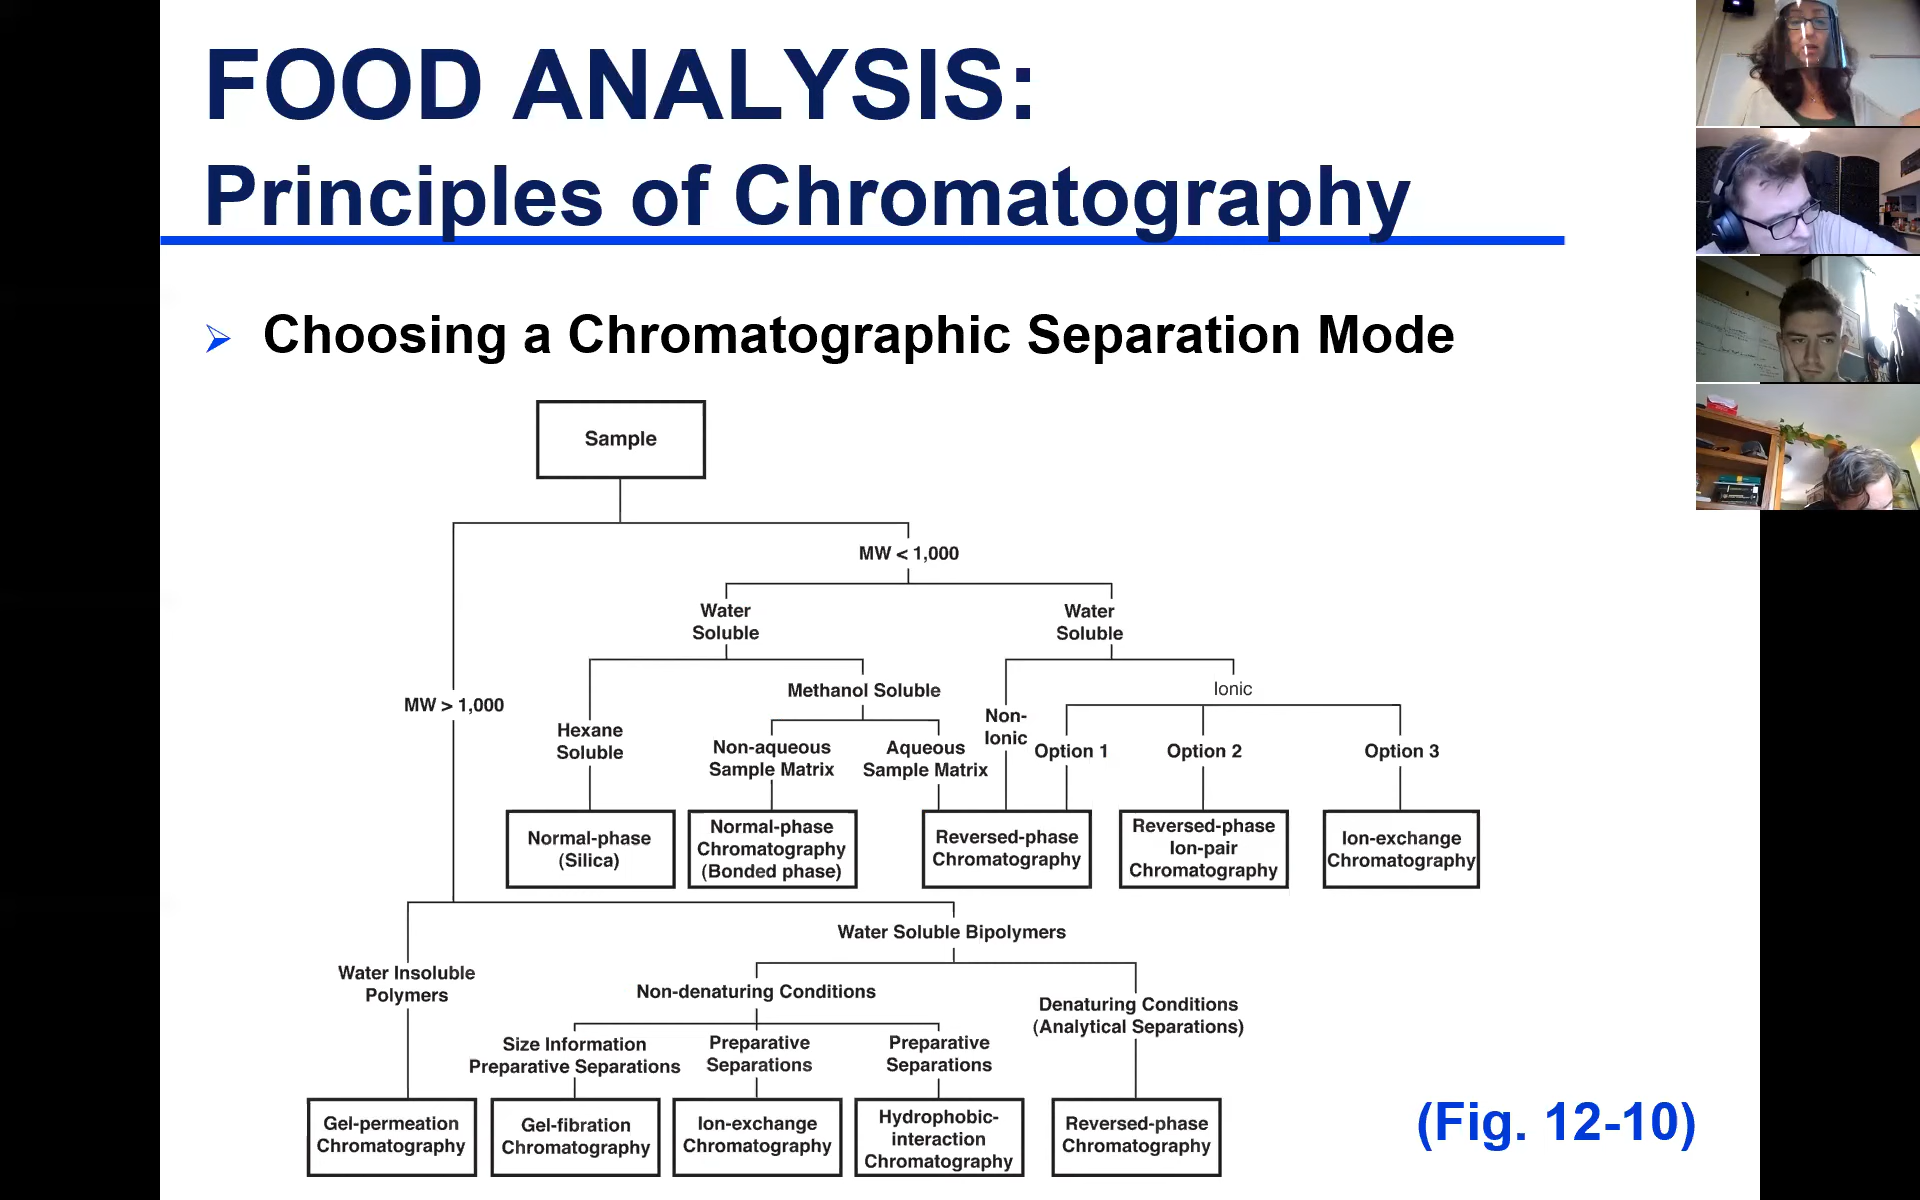 FOOD ANALYSIS:
Principles of Chromatography
Choosing a Chromatographic Separation Mode
Sample
MW < 1,000
Water
Soluble
Water
Soluble
MW > 1,000
Hexane
Soluble
Methanol Soluble
Non-aqueous
Sample Matrix
Aqueous
Sample Matrix
Non-
Ionic
Ionic
Option 1
Option 2
Option 3
Normal-phase
(Silica)
Normal-phase
Chromatography
(Bonded phase)
Reversed-phase
Chromatography
Reversed-phase
Ion-pair
Chromatography
Ion-exchange
Chromatography
Water Soluble Bipolymers
Water Insoluble
Polymers
Non-denaturing Conditions
Denaturing Conditions
(Analytical Separations)
Size Information
Preparative Separations
Preparative
Separations
Preparative
Separations
Gel-permeation
Chromatography
Gel-fibration
Chromatography
Ion-exchange
Chromatography
Hydrophobic-
interaction
Chromatography
Reversed-phase
Chromatography
(Fig. 12-10)